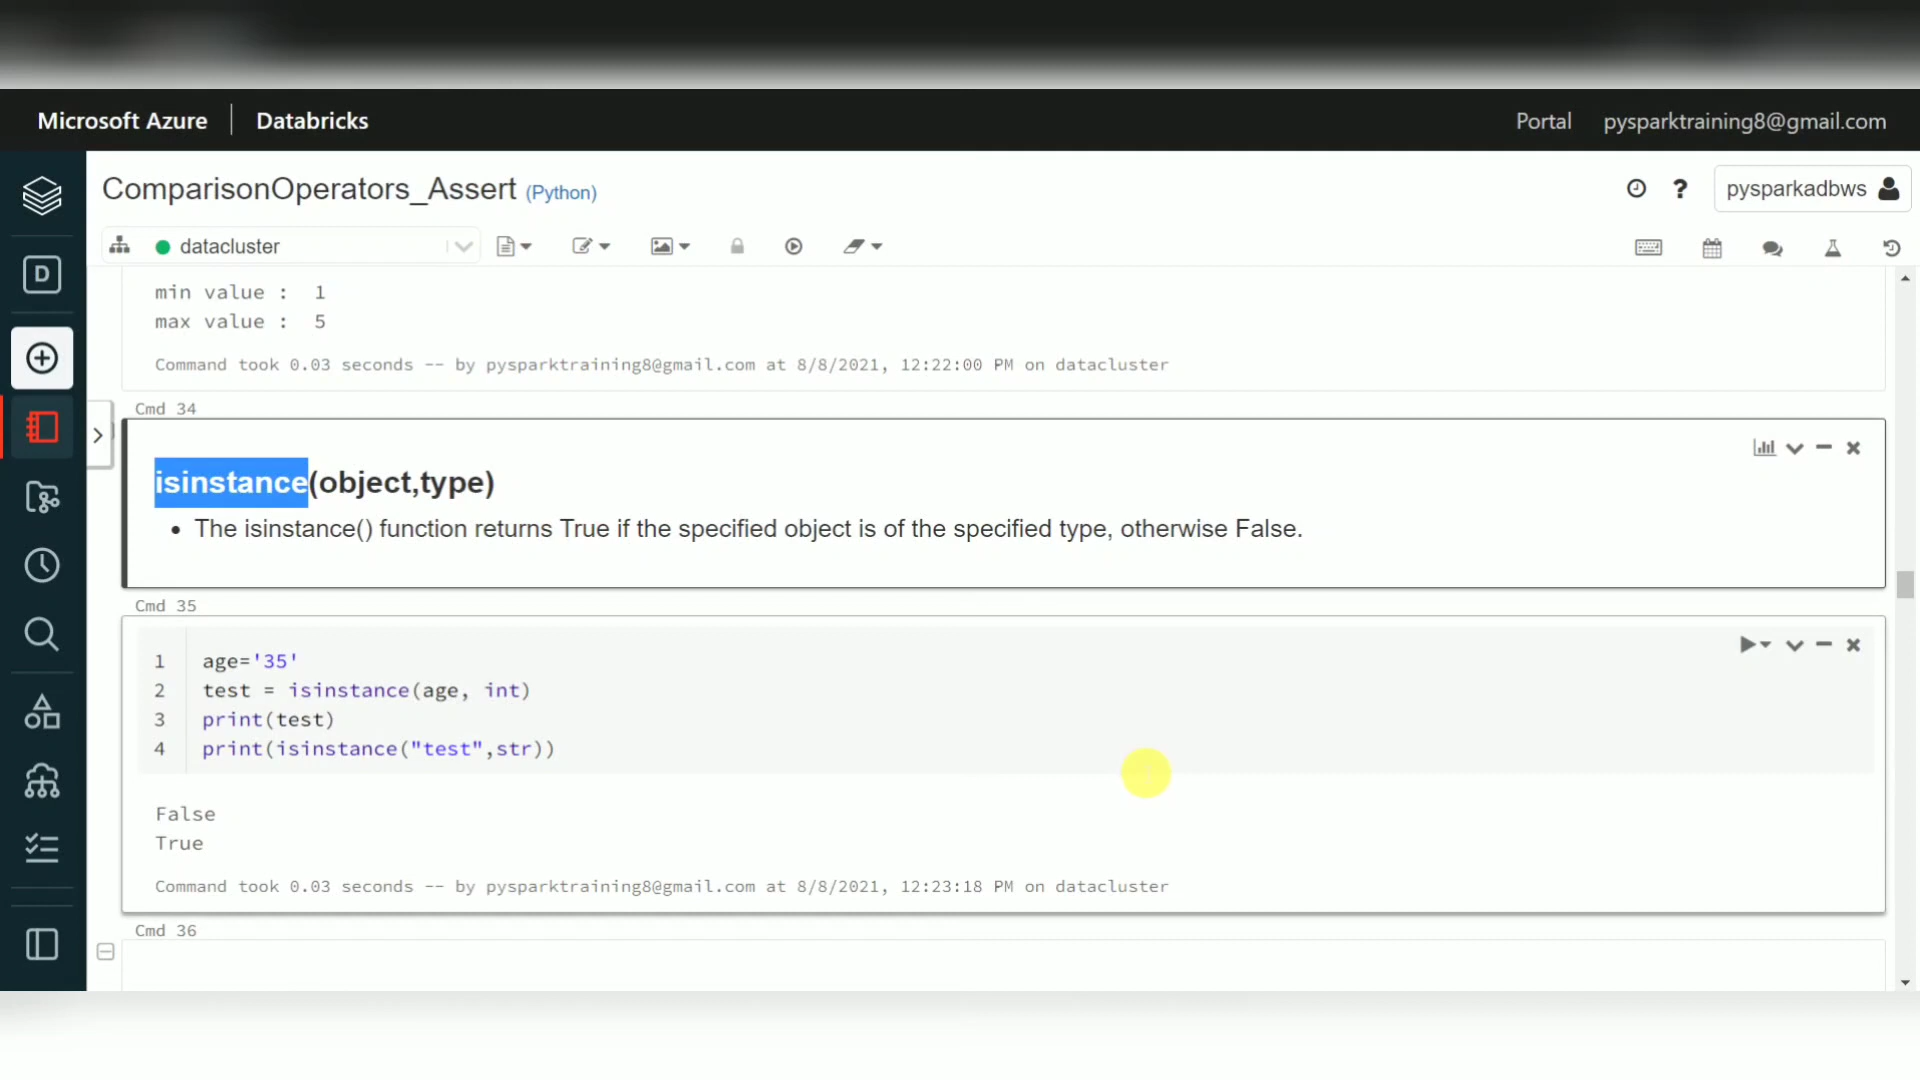 Microsoft Azure Databricks Portal pysparktraining8@gmail.com
ComparisonOperators_Assert (Python) ? pysparkadbws
D
datacluster
min value : 1
max value : 5
Command took 0.03 seconds -- by pysparktraining8@gmail.com at 8/8/2021, 12:22:00 PM on datacluster
Cmd 34
isinstance(object,type)
• The isinstance() function returns True if the specified object is of the specified type, otherwise False.
Cmd 35
1 age='35'
2 test = isinstance(age, int)
3 print(test)
4 print(isinstance("test",str))
False
True
Command took 0.03 seconds -- by pysparktraining8@gmail.com at 8/8/2021, 12:23:18 PM on datacluster
Cmd 36